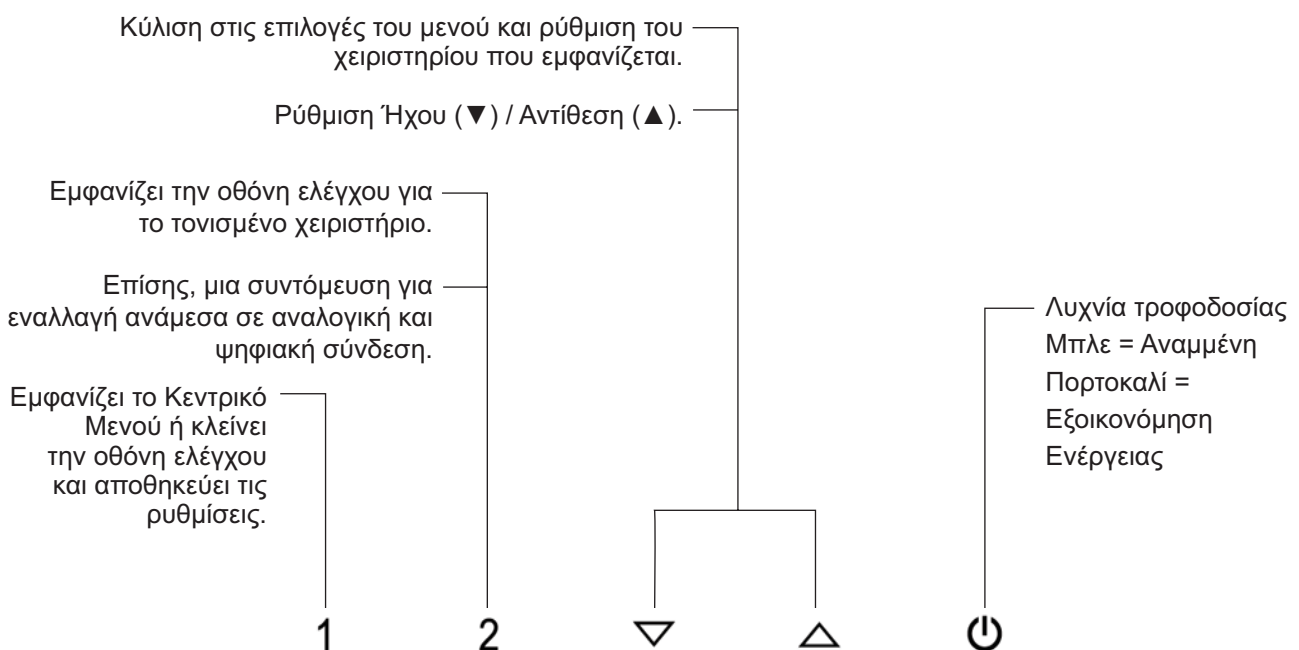 Κύλιση στις επιλογές του μενού και ρύθμιση του
χειριστηρίου που εμφανίζεται.
Ρύθμιση Ήχου (▼) / Αντίθεση (▲).
Εμφανίζει την οθόνη ελέγχου για
το τονισμένο χειριστήριο.
Επίσης, μια συντόμευση για
εναλλαγή ανάμεσα σε αναλογική και
ψηφιακή σύνδεση.
Εμφανίζει το Κεντρικό
Μενού ή κλείνει
την οθόνη ελέγχου
και αποθηκεύει τις
ρυθμίσεις.
Λυχνία τροφοδοσίας
Μπλε = Αναμμένη
Πορτοκαλί =
Εξοικονόμηση
Ενέργειας
1 2